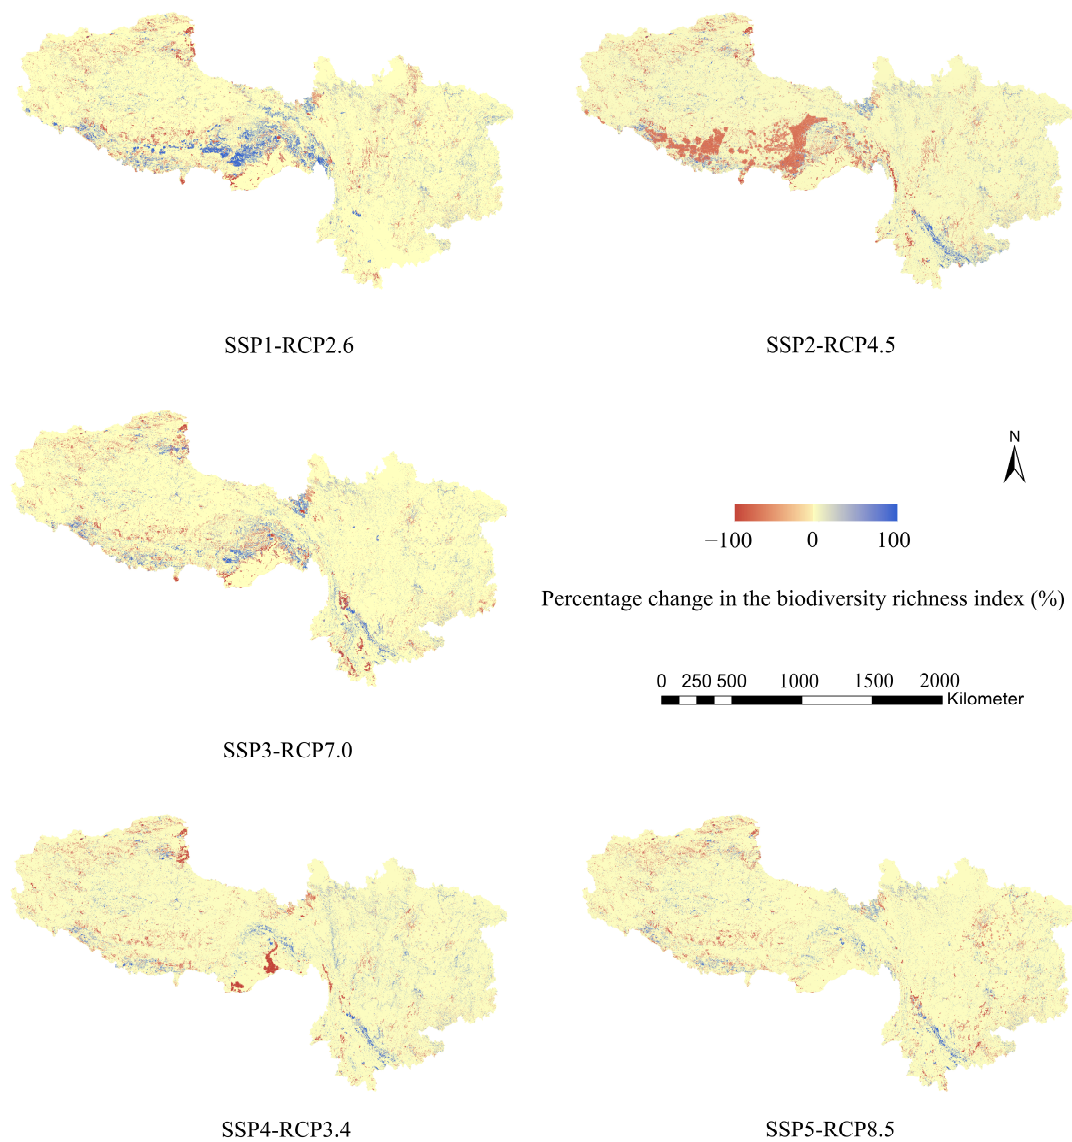 SSP1-RCP2.6
SSP2-RCP4.5
N
−100 0 100
Percentage change in the biodiversity richness index (%)
0 250 500 1000 1500 2000
Kilometer
SSP3-RCP7.0
SSP4-RCP3.4
SSP5-RCP8.5